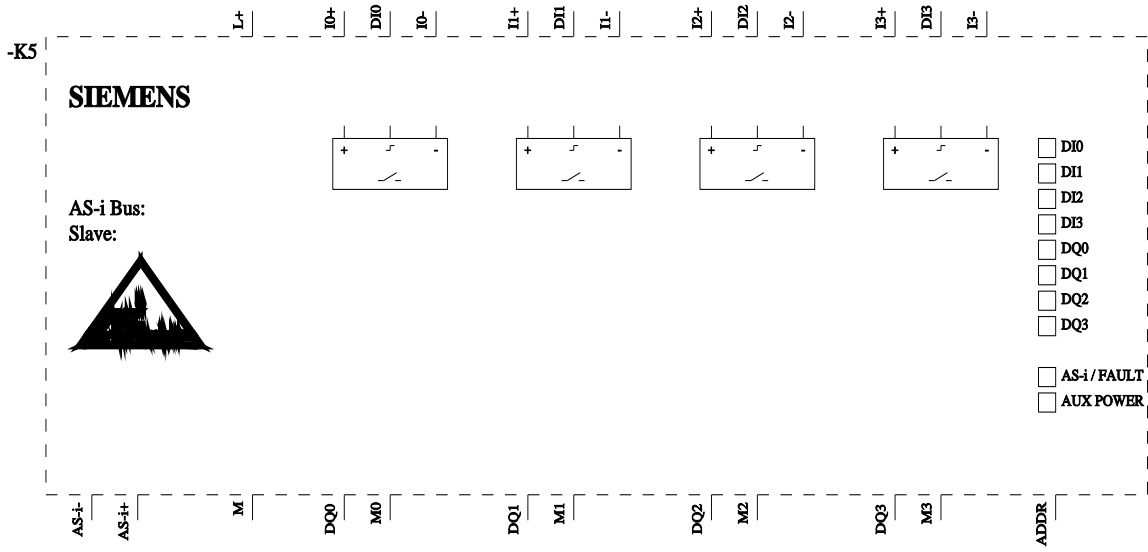 L+ I0+ DI0 I0- I1+ DI1 I1- I2+ DI2 I2- I3+ DI3 I3-
-K5
SIEMENS
+ - + - + - + -
DI0
DI1
DI2
DI3
DQ0
DQ1
DQ2
DQ3
AS-i Bus:
Slave:
AS-i / FAULT
AUX POWER
AS-i- AS-i+ M DQ0 M0 DQ1 M1 DQ2 M2 DQ3 M3 ADDR